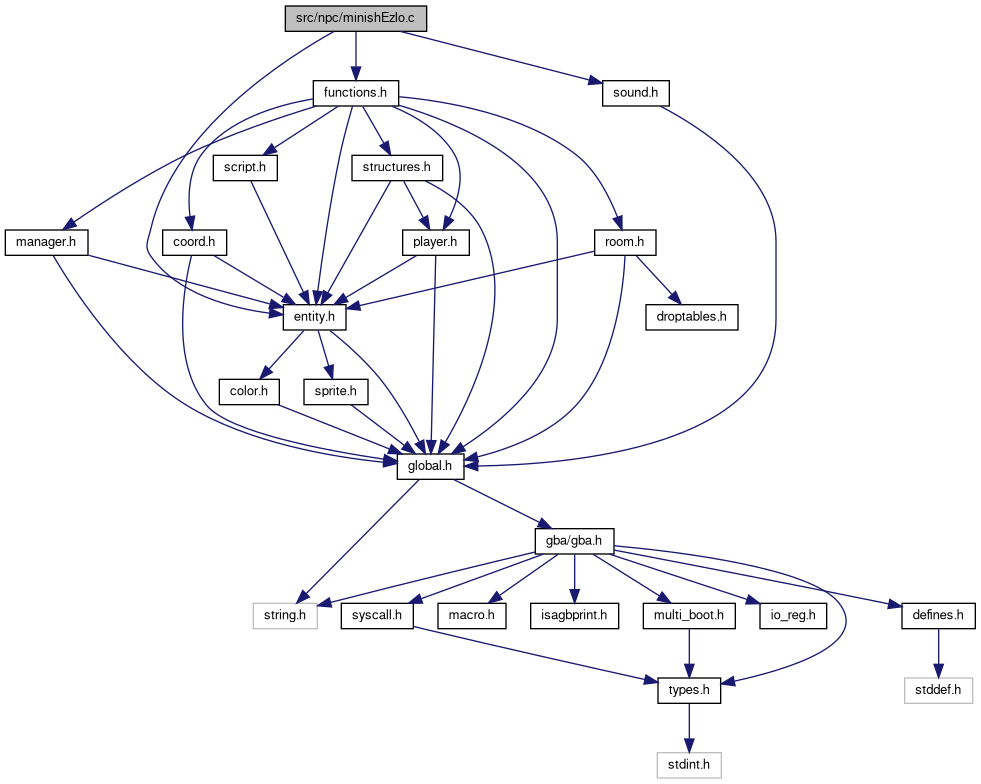 src/npc/minishEzlo.c
functions.h
sound.h
script.h
structures.h
manager.h
coord.h
player.h
room.h
entity.h
droptables.h
color.h
sprite.h
global.h
gba/gba.h
string.h
syscall.h
macro.h
isagbprint.h
multi_boot.h
io_reg.h
defines.h
types.h
stddef.h
stdint.h